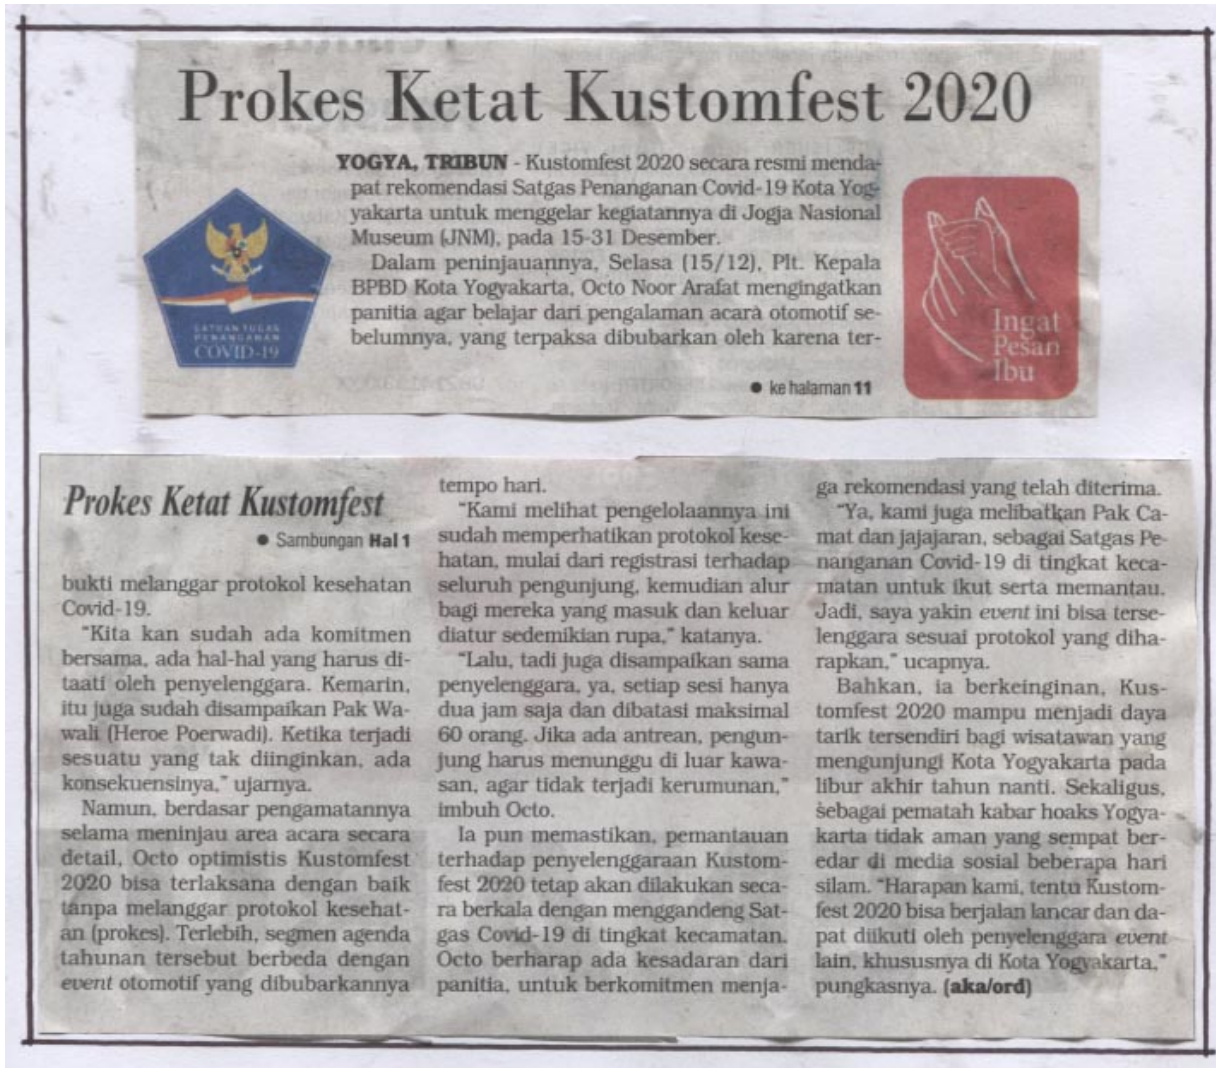 Prokes Ketat Kustomfest 2020
YOGYA, TRIBUN - Kustomfest 2020 secara resmi menda-
pat rekomendasi Satgas Penanganan Covid-19 Kota Yog-
yakarta untuk menggelar kegiatannya di Jogja Nasional
Museum (JNM), pada 15-31 Desember.
Dalam peninjauannya, Selasa (15/12), Plt. Kepala
BPBD Kota Yogyakarta, Octo Noor Arafat mengingatkan
panitia agar belajar dari pengalaman acara otomotif se-
belumnya, yang terpaksa dibubarkan oleh karena ter-
● ke halaman 11
SATUAN TUGAS
PENANGANAN
COVID-19
Ingat
Pesan
Ibu
Prokes Ketat Kustomfest
● Sambungan Hal 1
bukti melanggar protokol kesehatan
Covid-19.
"Kita kan sudah ada komitmen
bersama, ada hal-hal yang harus di-
taati oleh penyelenggara. Kemarin,
itu juga sudah disampaikan Pak Wa-
wali (Heroe Poerwadi). Ketika terjadi
sesuatu yang tak diinginkan, ada
konsekuensinya," ujarnya.
Namun, berdasar pengamatannya
selama meninjau area acara secara
detail, Octo optimistis Kustomfest
2020 bisa terlaksana dengan baik
tanpa melanggar protokol kesehat-
an (prokes). Terlebih, segmen agenda
tahunan tersebut berbeda dengan
event otomotif yang dibubarkannya
tempo hari.
"Kami melihat pengelolaannya ini
sudah memperhatikan protokol kese-
hatan, mulai dari registrasi terhadap
seluruh pengunjung, kemudian alur
bagi mereka yang masuk dan keluar
diatur sedemikian rupa," katanya.
"Lalu, tadi juga disampaikan sama
penyelenggara, ya, setiap sesi hanya
dua jam saja dan dibatasi maksimal
60 orang. Jika ada antrean, pengun-
jung harus menunggu di luar kawa-
san, agar tidak terjadi kerumunan,"
imbuh Octo.
Ia pun memastikan, pemantauan
terhadap penyelenggaraan Kustom-
fest 2020 tetap akan dilakukan seca-
ra berkala dengan menggandeng Sat-
gas Covid-19 di tingkat kecamatan.
Octo berharap ada kesadaran dari
panitia, untuk berkomitmen menja-
ga rekomendasi yang telah diterima.
"Ya, kami juga melibatkan Pak Ca-
mat dan jajajaran, sebagai Satgas Pe-
nanganan Covid-19 di tingkat keca-
matan untuk ikut serta memantau.
Jadi, saya yakin event ini bisa terse-
lenggara sesuai protokol yang diha-
rapkan," ucapnya.
Bahkan, ia berkeinginan, Kus-
tomfest 2020 mampu menjadi daya
tarik tersendiri bagi wisatawan yang
mengunjungi Kota Yogyakarta pada
libur akhir tahun nanti. Sekaligus,
sebagai pematah kabar hoaks Yogya-
karta tidak aman yang sempat ber-
edar di media sosial beberapa hari
silam. "Harapan kami, tentu Kustom-
fest 2020 bisa berjalan lancar dan da-
pat diikuti oleh penyelenggara event
lain, khususnya di Kota Yogyakarta,"
pungkasnya. (aka/ord)